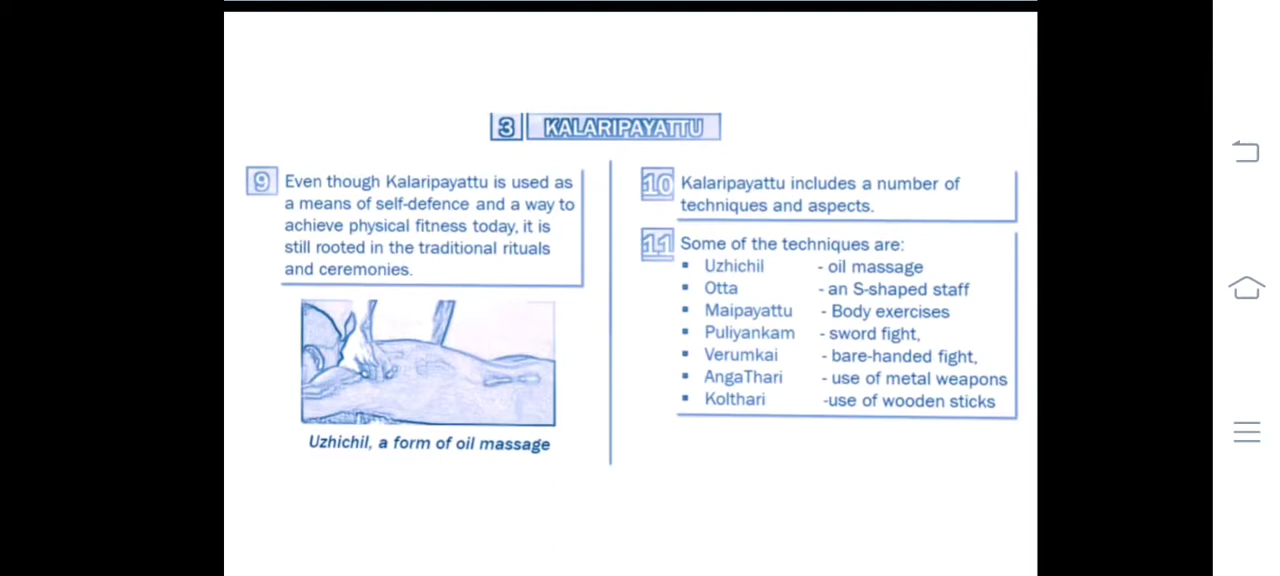 3 KALARIPAYATTU
9 Even though Kalaripayattu is used as
a means of self-defence and a way to
achieve physical fitness today, it is
still rooted in the traditional rituals
and ceremonies.
Uzhichil, a form of oil massage
10 Kalaripayattu includes a number of
techniques and aspects.
11 Some of the techniques are:
▪ Uzhichil - oil massage
▪ Otta - an S-shaped staff
▪ Maipayattu - Body exercises
▪ Puliyankam - sword fight,
▪ Verumkai - bare-handed fight,
▪ AngaThari - use of metal weapons
▪ Kolthari -use of wooden sticks